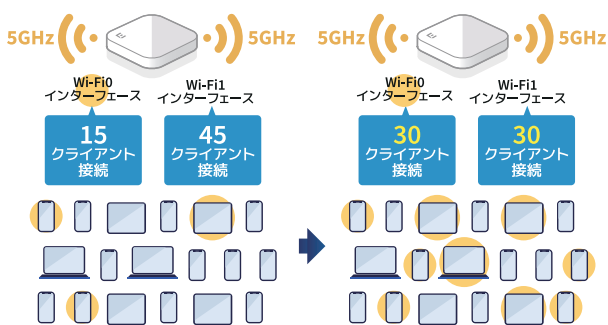 5GHz
5GHz
Wi-Fi0
インターフェース
Wi-Fi1
インターフェース
15
クライアント
接続
45
クライアント
接続
5GHz
5GHz
Wi-Fi0
インターフェース
Wi-Fi1
インターフェース
30
クライアント
接続
30
クライアント
接続